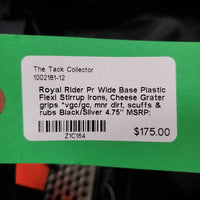 The Tack Collector
1002181-12
Royal Rider Pr Wide Base Plastic
Flexi Stirrup Irons, Cheese Grater
grips *vgc/gc, mnr dirt, scuffs &
rubs Black/Silver 4.75" MSRP:
$175.00
Z1C164